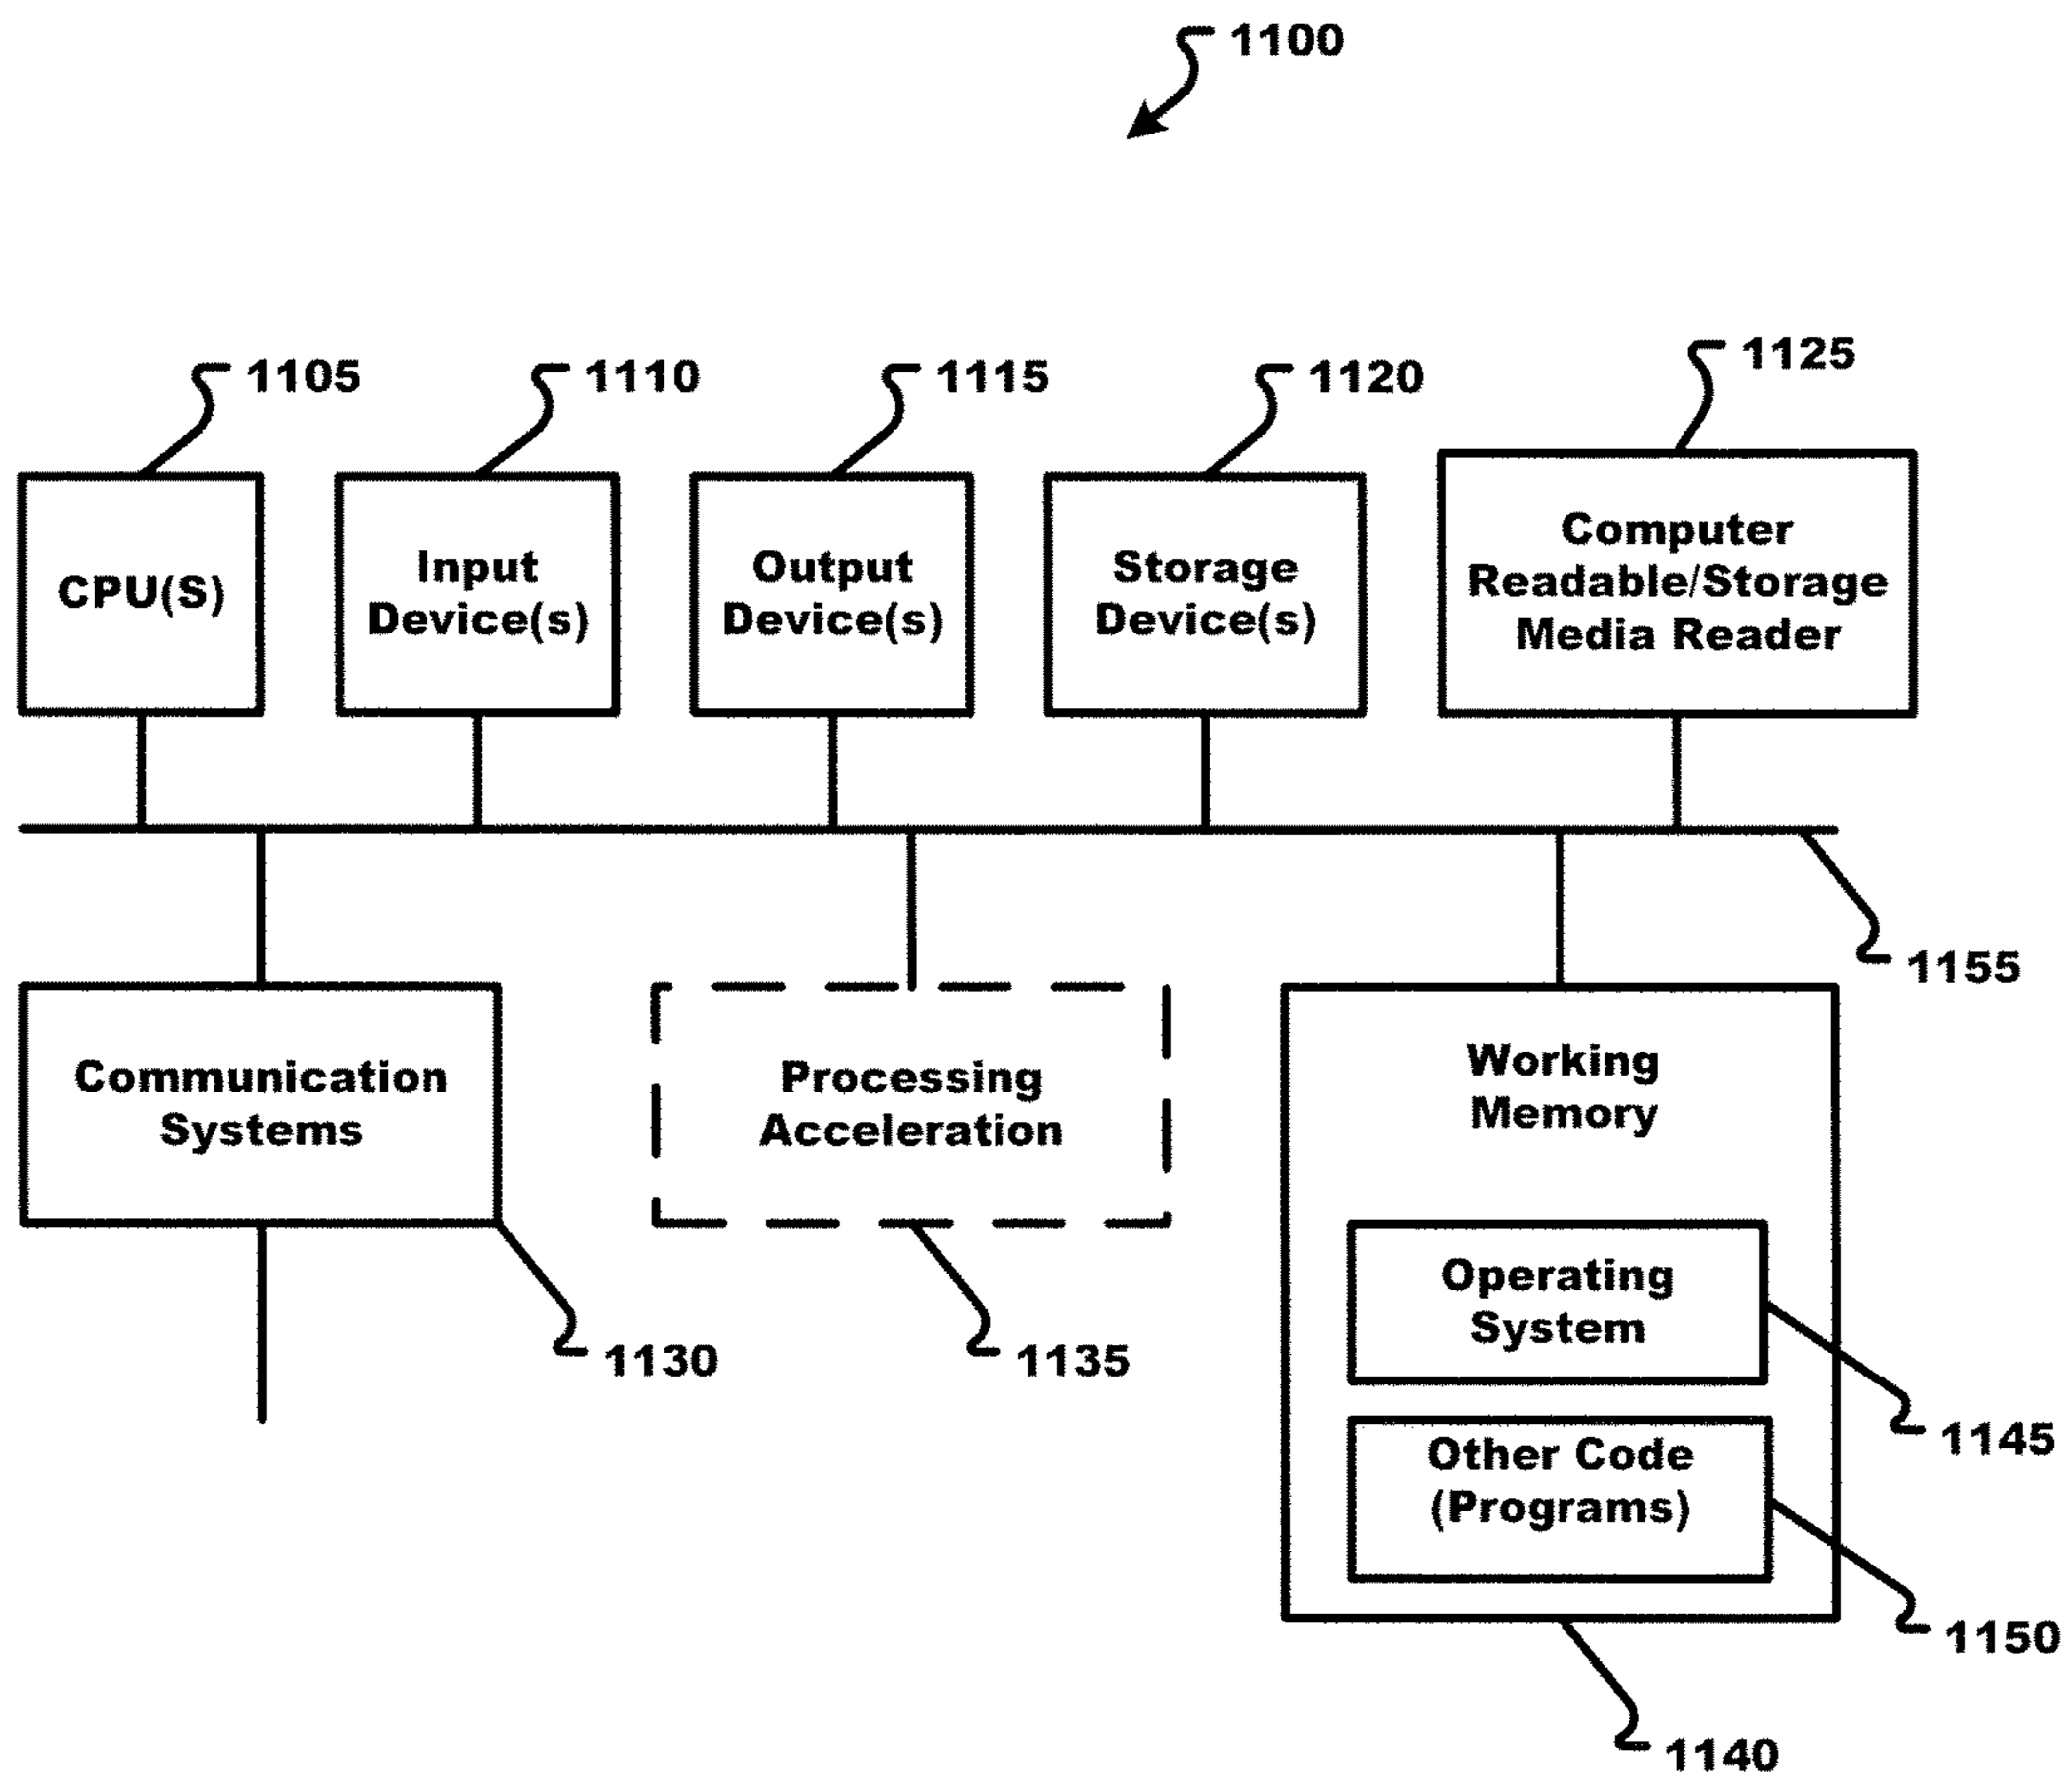 1100
1105
1110
1115
1120
1125
CPU(S)
Input
Device(s)
Output
Device(s)
Storage
Device(s)
Computer
Readable/Storage
Media Reader
1155
Communication
Systems
Processing
Acceleration
Working
Memory
Operating
System
1130
1135
1145
Other Code
(Programs)
1150
1140